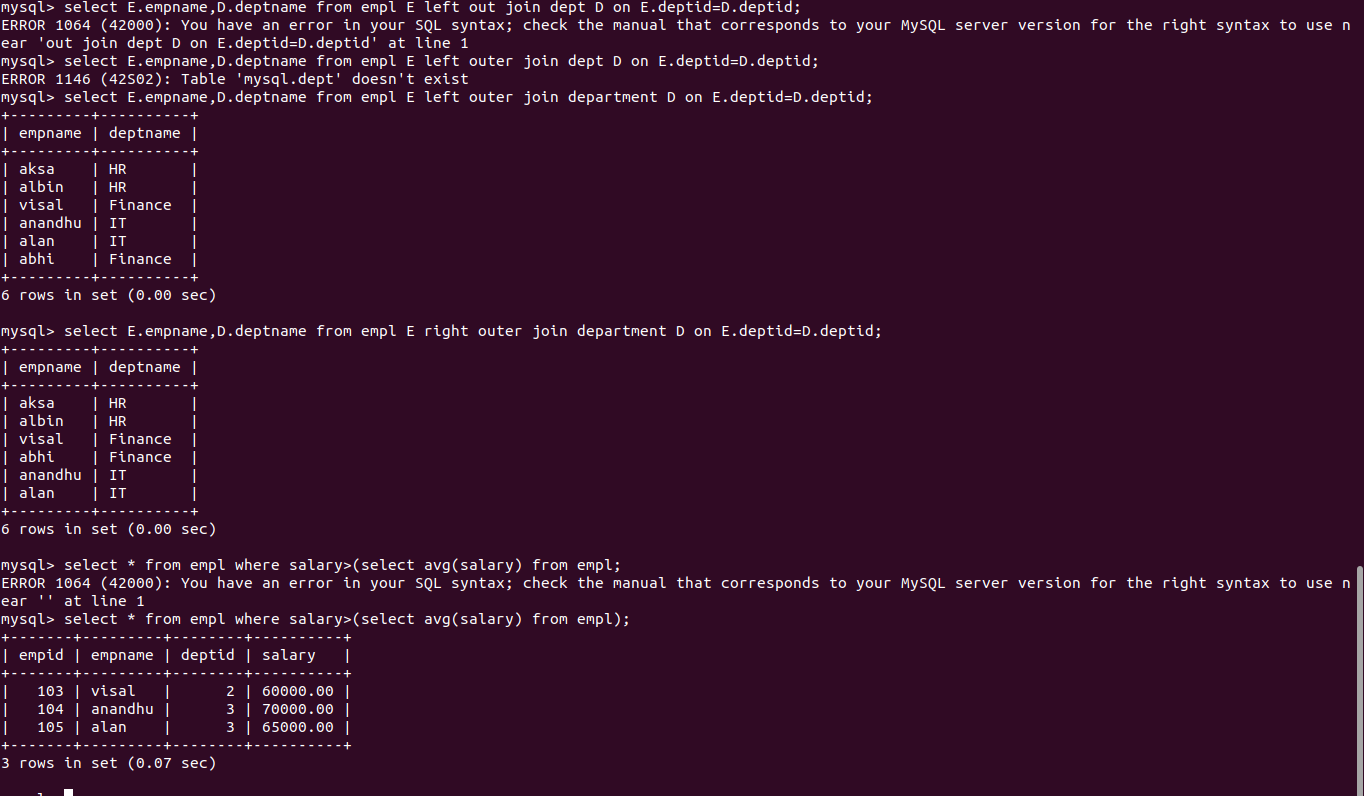 mysql> select E.empname,D.deptname from empl E left out join dept D on E.deptid=D.deptid;
ERROR 1064 (42000): You have an error in your SQL syntax; check the manual that corresponds to your MySQL server version for the right syntax to use n
ear 'out join dept D on E.deptid=D.deptid' at line 1
mysql> select E.empname,D.deptname from empl E left outer join dept D on E.deptid=D.deptid;
ERROR 1146 (42S02): Table 'mysql.dept' doesn't exist
mysql> select E.empname,D.deptname from empl E left outer join department D on E.deptid=D.deptid;
+---------+----------+
| empname | deptname |
+---------+----------+
| aksa    | HR       |
| albin   | HR       |
| visal   | Finance  |
| anandhu | IT       |
| alan    | IT       |
| abhi    | Finance  |
+---------+----------+
6 rows in set (0.00 sec)

mysql> select E.empname,D.deptname from empl E right outer join department D on E.deptid=D.deptid;
+---------+----------+
| empname | deptname |
+---------+----------+
| aksa    | HR       |
| albin   | HR       |
| visal   | Finance  |
| abhi    | Finance  |
| anandhu | IT       |
| alan    | IT       |
+---------+----------+
6 rows in set (0.00 sec)

mysql> select * from empl where salary>(select avg(salary) from empl;
ERROR 1064 (42000): You have an error in your SQL syntax; check the manual that corresponds to your MySQL server version for the right syntax to use n
ear '' at line 1
mysql> select * from empl where salary>(select avg(salary) from empl);
+-------+---------+--------+----------+
| empid | empname | deptid | salary   |
+-------+---------+--------+----------+
|   103 | visal   |      2 | 60000.00 |
|   104 | anandhu |      3 | 70000.00 |
|   105 | alan    |      3 | 65000.00 |
+-------+---------+--------+----------+
3 rows in set (0.07 sec)